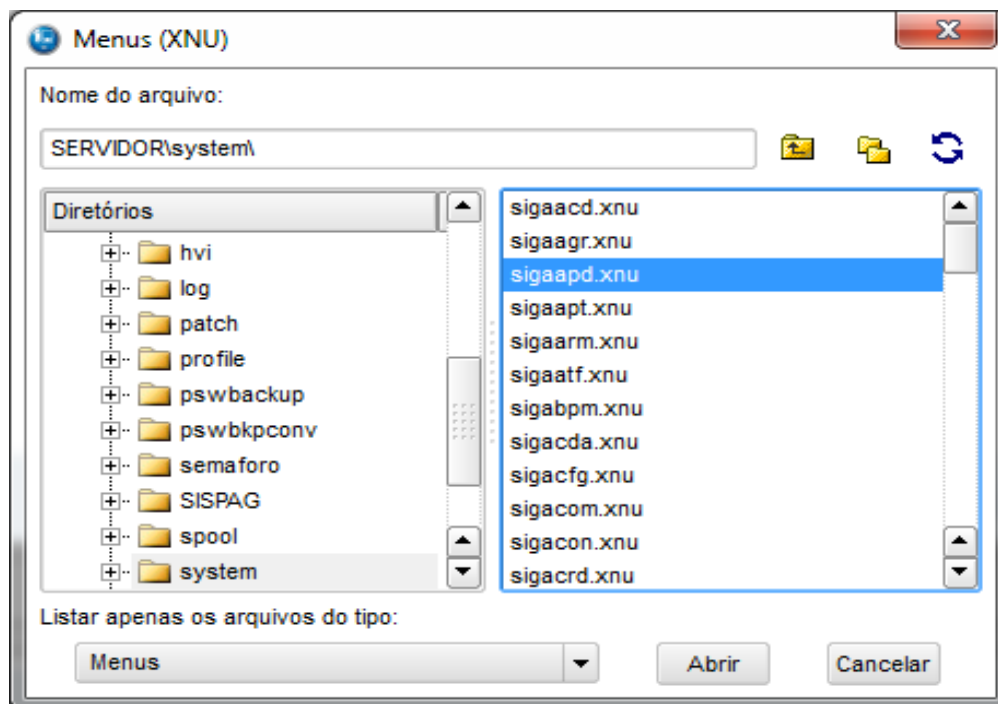 Menus (XNU)
Nome do arquivo:
SERVIDOR\system\
Diretórios
hvi
log
patch
profile
pswbackup
pswbkpconv
semaforo
SISPAG
spool
system
sigaacd.xnu
sigaagr.xnu
sigaapd.xnu
sigaapt.xnu
sigaarm.xnu
sigaatf.xnu
sigabpm.xnu
sigacda.xnu
sigacfg.xnu
sigacom.xnu
sigacon.xnu
sigacrd.xnu
Listar apenas os arquivos do tipo:
Menus
Abrir
Cancelar